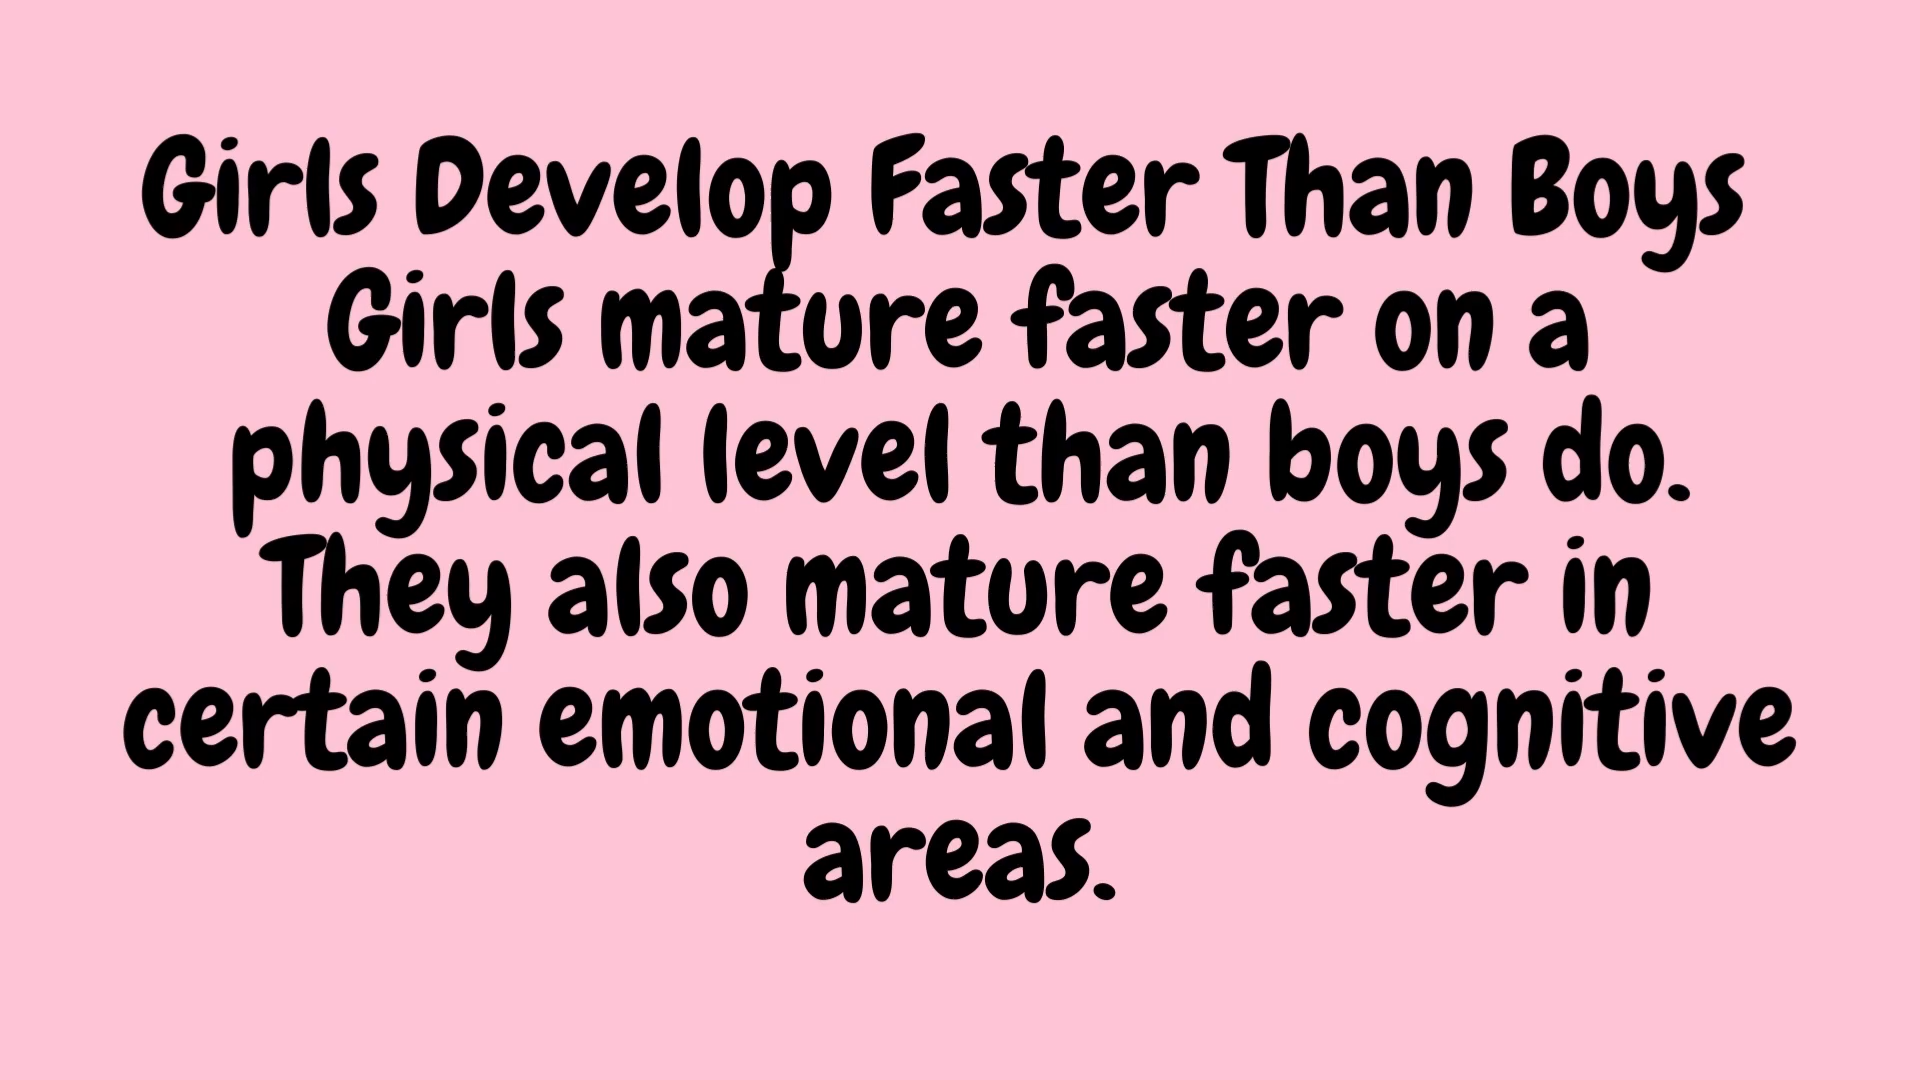 Girls Develop Faster Than Boys
Girls mature faster on a
physical level than boys do.
They also mature faster in
certain emotional and cognitive
areas.